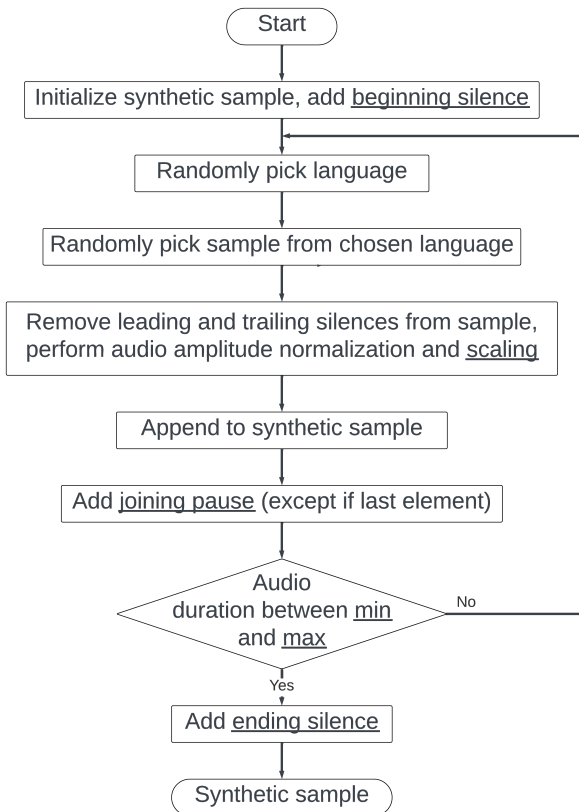 Start
Initialize synthetic sample, add beginning silence
Randomly pick language
Randomly pick sample from chosen language
Remove leading and trailing silences from sample,
perform audio amplitude normalization and scaling
Append to synthetic sample
Add joining pause (except if last element)
Audio
duration between min
and max
No
Yes
Add ending silence
Synthetic sample